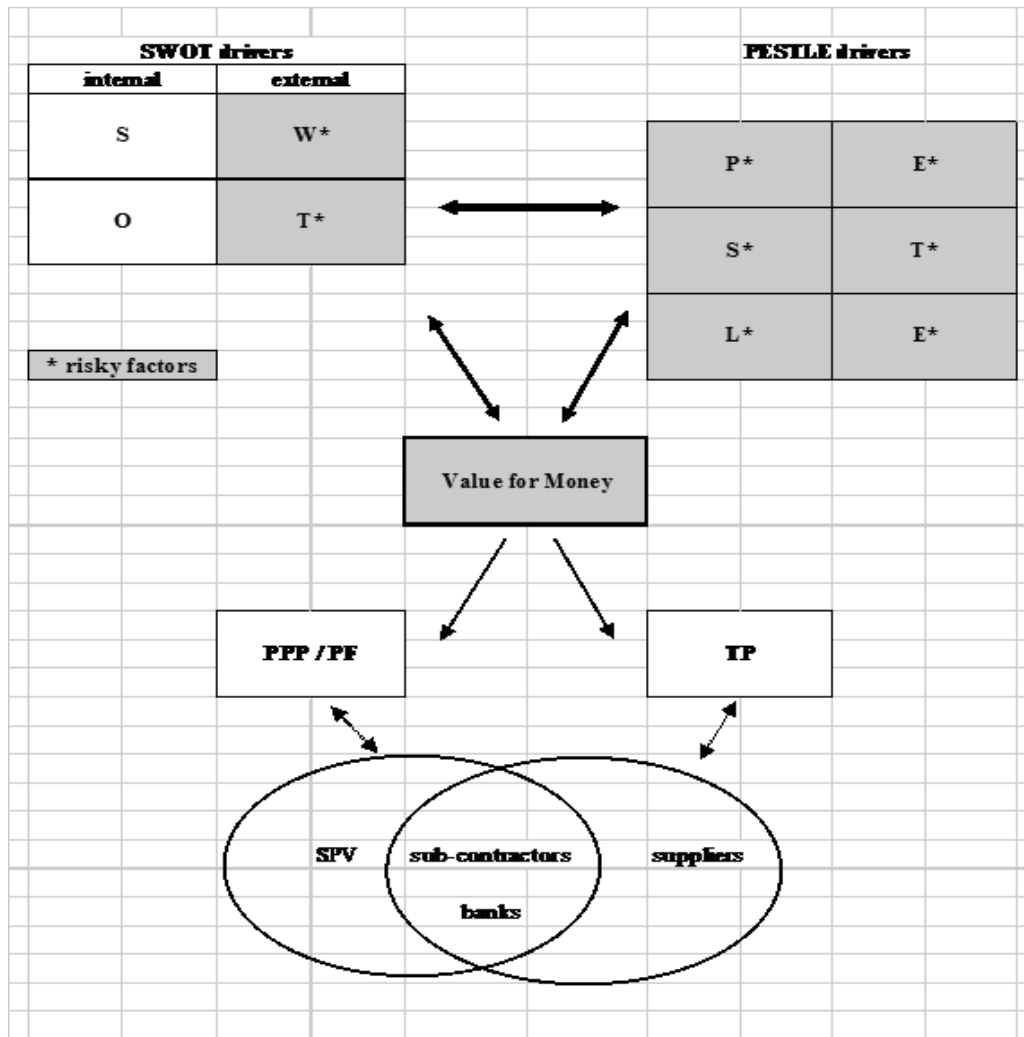 SWOT drivers
PESTLE drivers
internal external
S W*
P* E*
O T*
S* T*
L* E*
* risky factors
Value for Money
PPP / PF
TP
SPV sub-contractors suppliers
banks